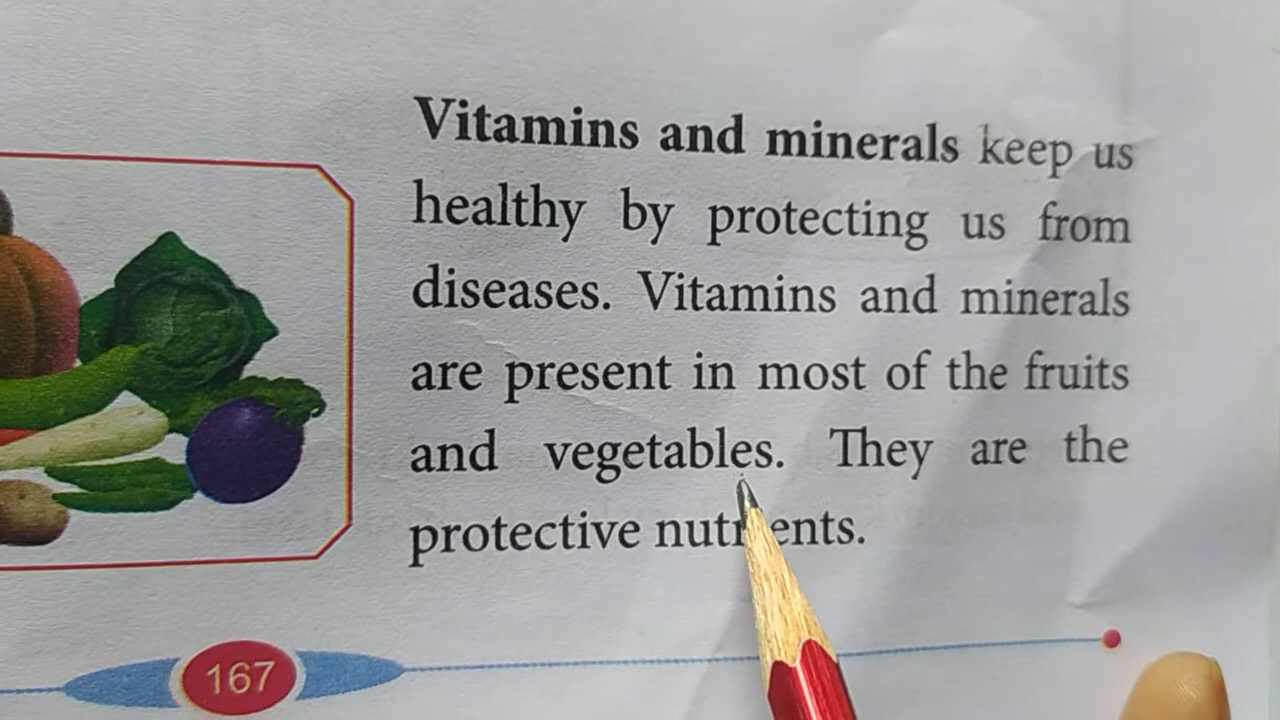 Vitamins and minerals keep us
healthy by protecting us from
diseases. Vitamins and minerals
are present in most of the fruits
and vegetables. They are the
protective nutrients.
167